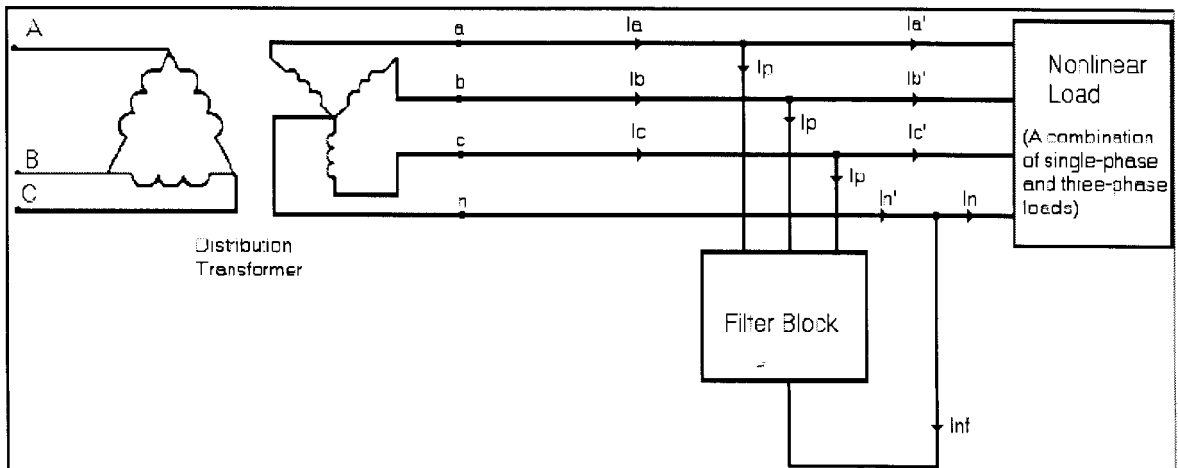 A
B
C
Distribution
Transformer
a
Ia
Ia'
Ip
b
Ib
Ib'
Ip
c
Ic
Ic'
Ip
n
In'
In
Nonlinear
Load
(A combination
of single-phase
and three-phase
loads)
Filter Block
Inf